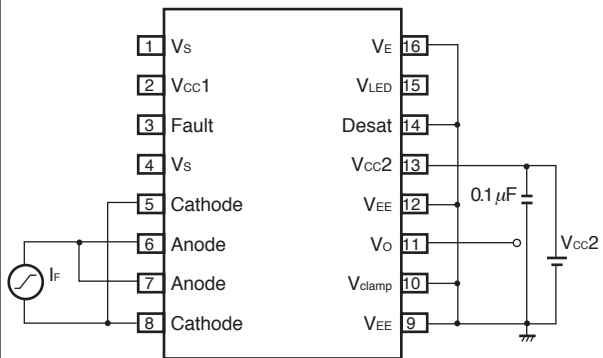 1 Vs VE 16
2 Vcc1 VLED 15
3 Fault Desat 14
4 Vs Vcc2 13
0.1 μF
5 Cathode VEE 12
6 Anode Vo 11
Vcc2
IF
7 Anode Vclamp 10
8 Cathode VEE 9